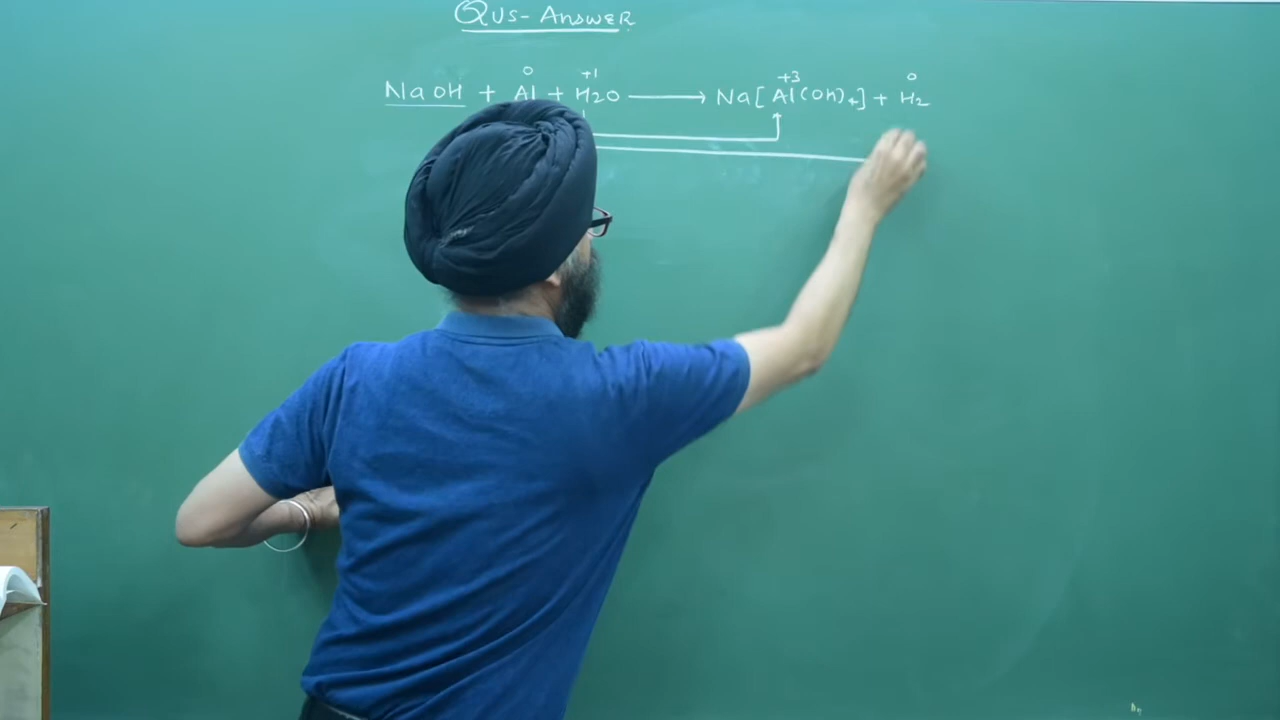 QUS- ANSWER
0 +1 +3 0
NaOH + Al + H2O ⟶ Na[Al(OH)4] + H2